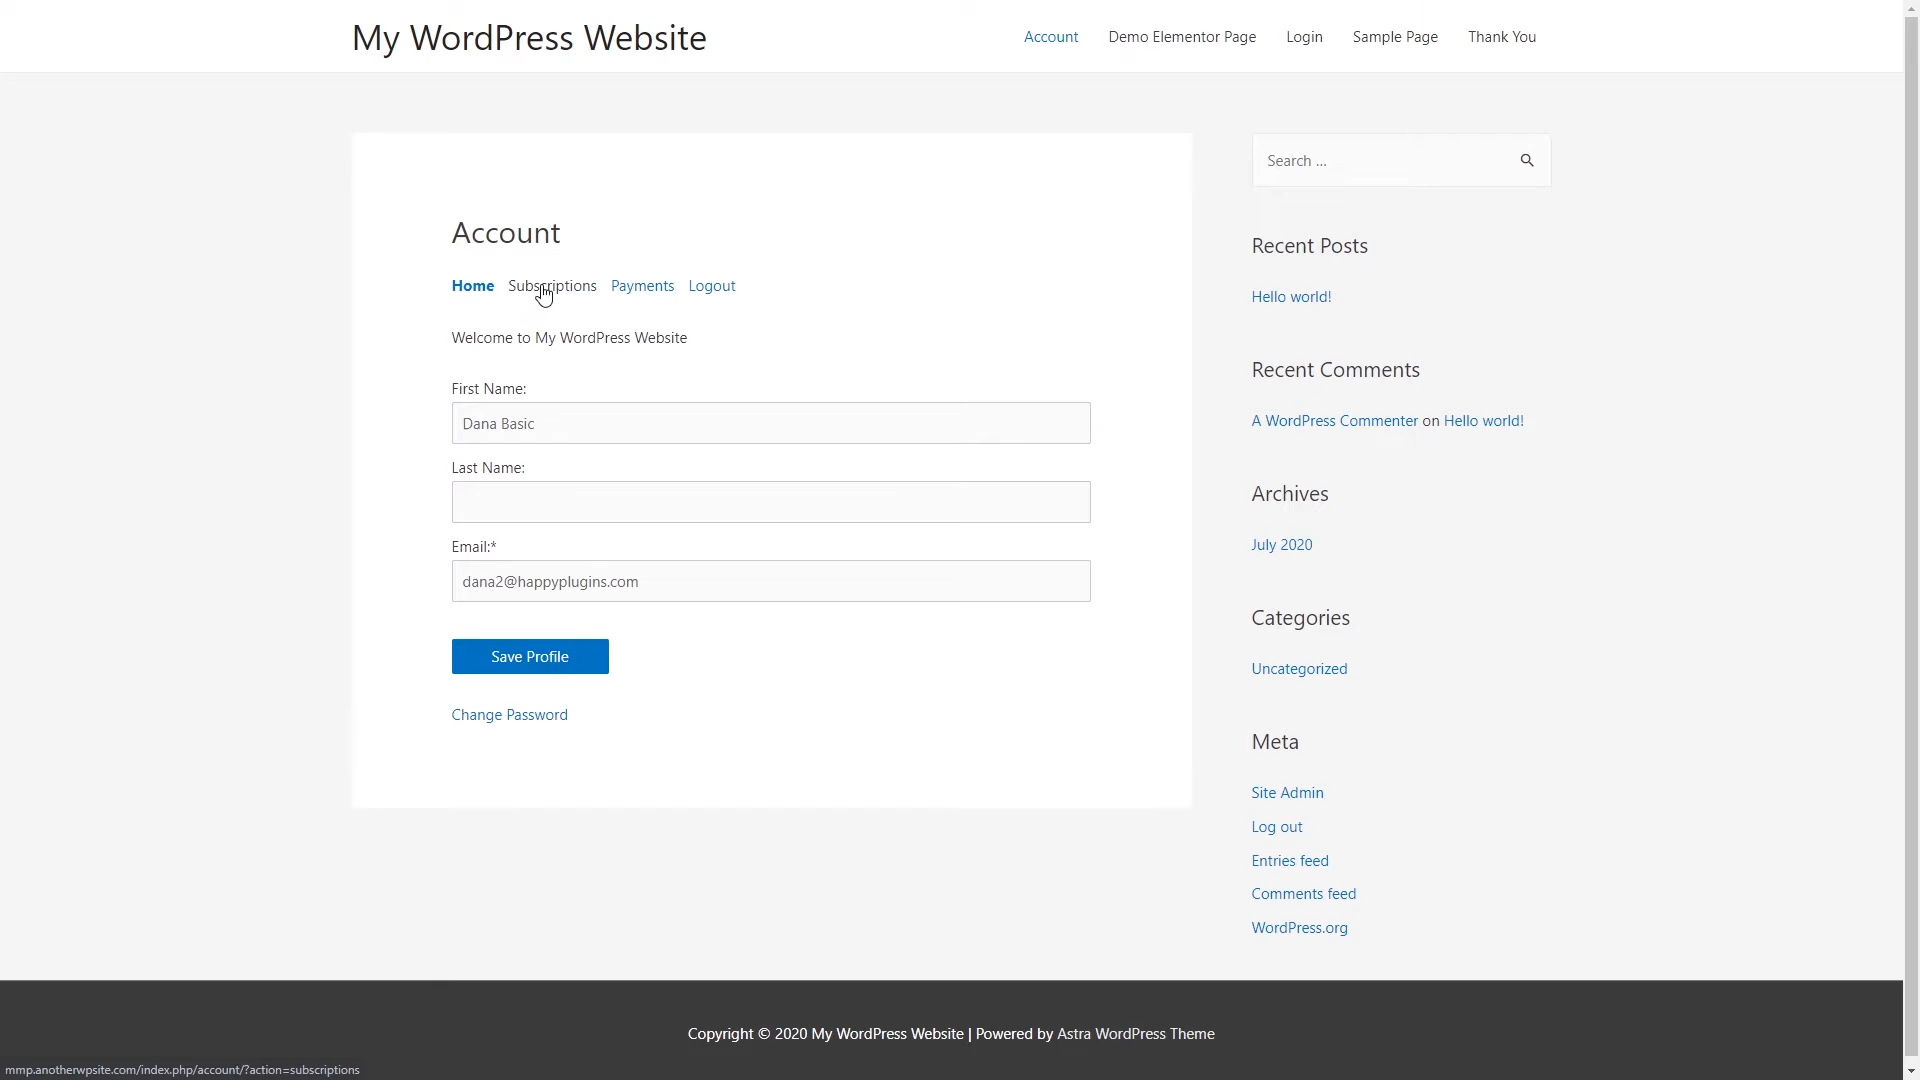 My WordPress Website
Account Demo Elementor Page Login Sample Page Thank You
Account
Home Subscriptions Payments Logout
Welcome to My WordPress Website
First Name:
Dana Basic
Last Name:
Email:*
dana2@happyplugins.com
Save Profile
Change Password
Search ...
Recent Posts
Hello world!
Recent Comments
A WordPress Commenter on Hello world!
Archives
July 2020
Categories
Uncategorized
Meta
Site Admin
Log out
Entries feed
Comments feed
WordPress.org
Copyright © 2020 My WordPress Website | Powered by Astra WordPress Theme
mmp.anotherwpsite.com/index.php/account/?action=subscriptions